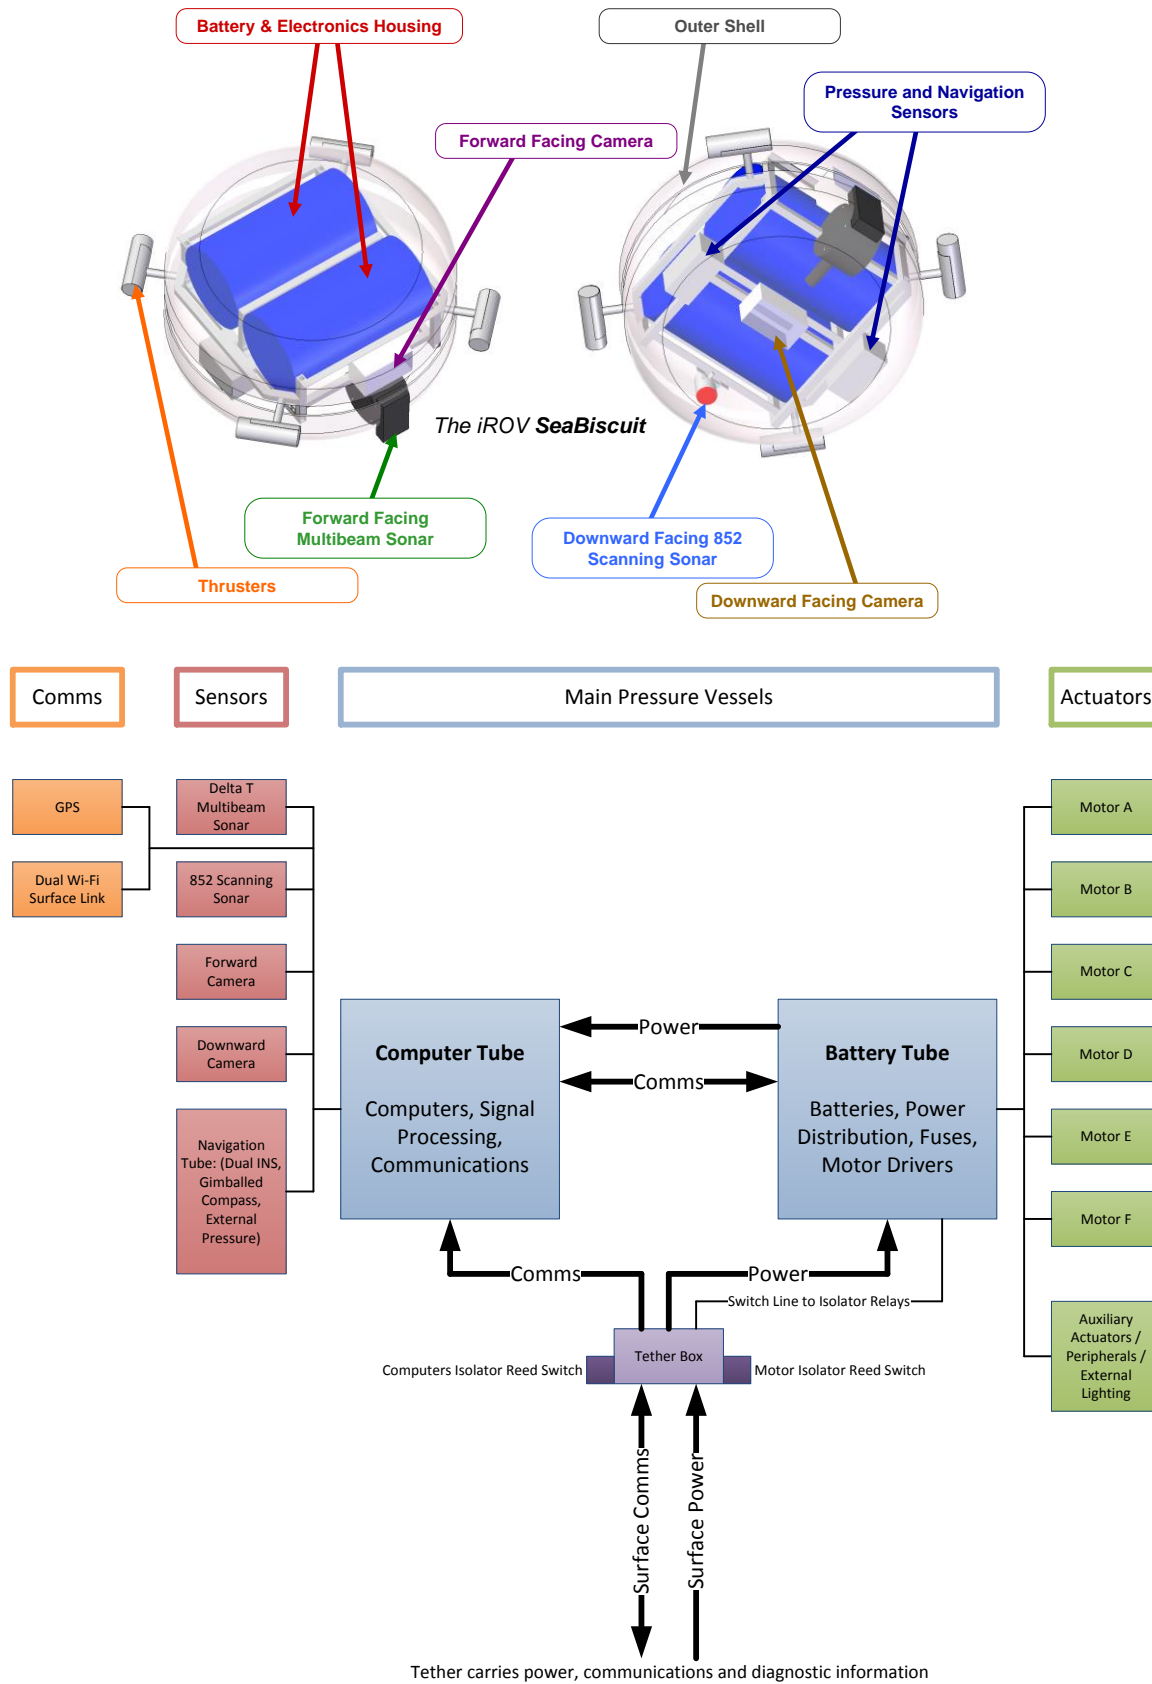 Battery & Electronics Housing
Outer Shell
Pressure and Navigation
Sensors
Forward Facing Camera
The iROV SeaBiscuit
Forward Facing
Multibeam Sonar
Downward Facing 852
Scanning Sonar
Thrusters
Downward Facing Camera
Comms
Sensors
Main Pressure Vessels
Actuators
GPS
Dual Wi-Fi
Surface Link
Delta T
Multibeam
Sonar
852 Scanning
Sonar
Forward
Camera
Downward
Camera
Navigation
Tube: (Dual INS,
Gimballed
Compass,
External
Pressure)
Computer Tube
Computers, Signal
Processing,
Communications
Power
Comms
Battery Tube
Batteries, Power
Distribution, Fuses,
Motor Drivers
Motor A
Motor B
Motor C
Motor D
Motor E
Motor F
Auxiliary
Actuators /
Peripherals /
External
Lighting
Comms
Power
Switch Line to Isolator Relays
Tether Box
Computers Isolator Reed Switch
Motor Isolator Reed Switch
Surface Comms
Surface Power
Tether carries power, communications and diagnostic information